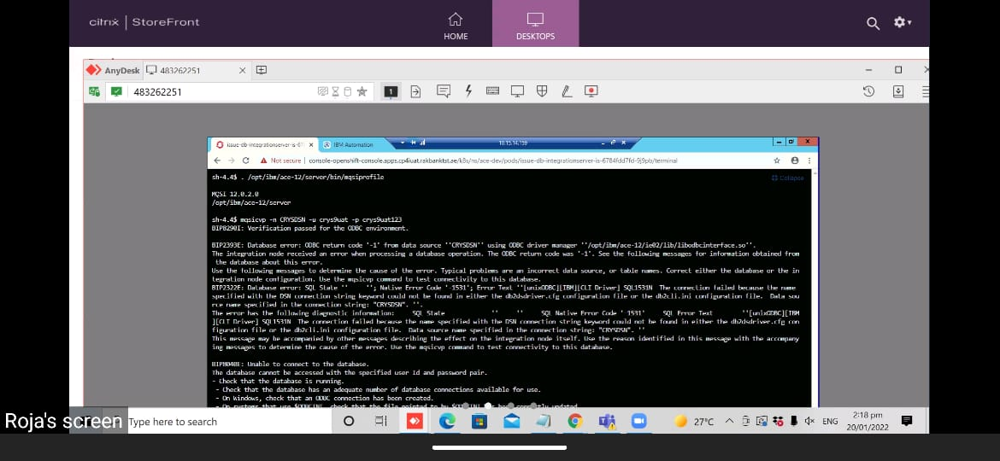 citrix | StoreFront
HOME
DESKTOPS
AnyDesk
483262251
483262251
1
issue-db-integrationserver-is-67
IBM Automation
10.15.14.159
Not secure | console-openshift-console.apps.cp4iuat.rakbanktst.ae/k8s/ns/ace-dev/pods/issue-db-integrationserver-is-6784fdd7fd-9j9pb/terminal
Collapse
sh-4.4$ . /opt/ibm/ace-12/server/bin/mqsiprofile
MQSI 12.0.2.0
/opt/ibm/ace-12/server
sh-4.4$ mqsicvp -n CRYSDSN -u crys9uat -p crys9uat123
BIP8290I: Verification passed for the ODBC environment.
BIP2393E: Database error: ODBC return code '-1' from data source ''CRYSDSN'' using ODBC driver manager ''/opt/ibm/ace-12/ie02/lib/libodbcinterface.so''.
The integration node received an error when processing a database operation. The ODBC return code was '-1'. See the following messages for information obtained from
the database about this error.
Use the following messages to determine the cause of the error. Typical problems are an incorrect data source, or table names. Correct either the database or the in
tegration node configuration. Use the mqsicvp command to test connectivity to this database.
BIP2322E: Database error: SQL State '' ''; Native Error Code '-1531'; Error Text ''[unixODBC][IBM][CLI Driver] SQL1531N The connection failed because the name
specified with the DSN connection string keyword could not be found in either the db2dsdriver.cfg configuration file or the db2cli.ini configuration file. Data sou
rce name specified in the connection string: "CRYSDSN". ''.
The error has the following diagnostic information: SQL State '' '' SQL Native Error Code '-1531' SQL Error Text ''[unixODBC][IBM
][CLI Driver] SQL1531N The connection failed because the name specified with the DSN connection string keyword could not be found in either the db2dsdriver.cfg con
figuration file or the db2cli.ini configuration file. Data source name specified in the connection string: "CRYSDSN". ''
This message may be accompanied by other messages describing the effect on the integration node itself. Use the reason identified in this message with the accompany
ing messages to determine the cause of the error. Use the mqsicvp command to test connectivity to this database.
BIP8040E: Unable to connect to the database.
The database cannot be accessed with the specified user Id and password pair.
- Check that the database is running.
- Check that the database has an adequate number of database connections available for use.
- On Windows, check that an ODBC connection has been created.
- On systems that use $ODBCINI, check that the file pointed to by $ODBCINI has been correctly updated.
Roja's screen
Type here to search
27°C
ENG
2:18 pm
20/01/2022